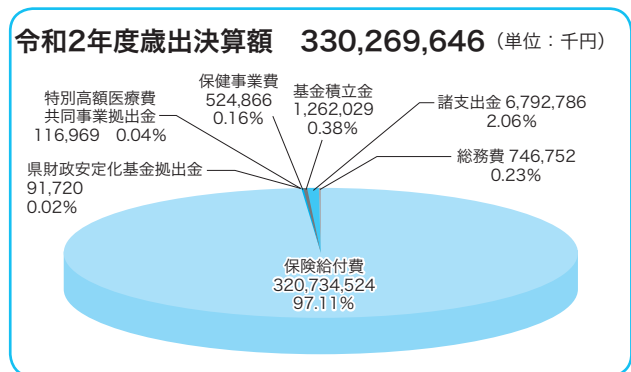 令和2年度歳出決算額 330,269,646（単位：千円）
特別高額医療費
共同事業拠出金
116,969 0.04%
保健事業費
524,866
0.16%
基金積立金
1,262,029
0.38%
諸支出金 6,792,786
2.06%
総務費 746,752
0.23%
県財政安定化基金拠出金
91,720
0.02%
保険給付費
320,734,524
97.11%